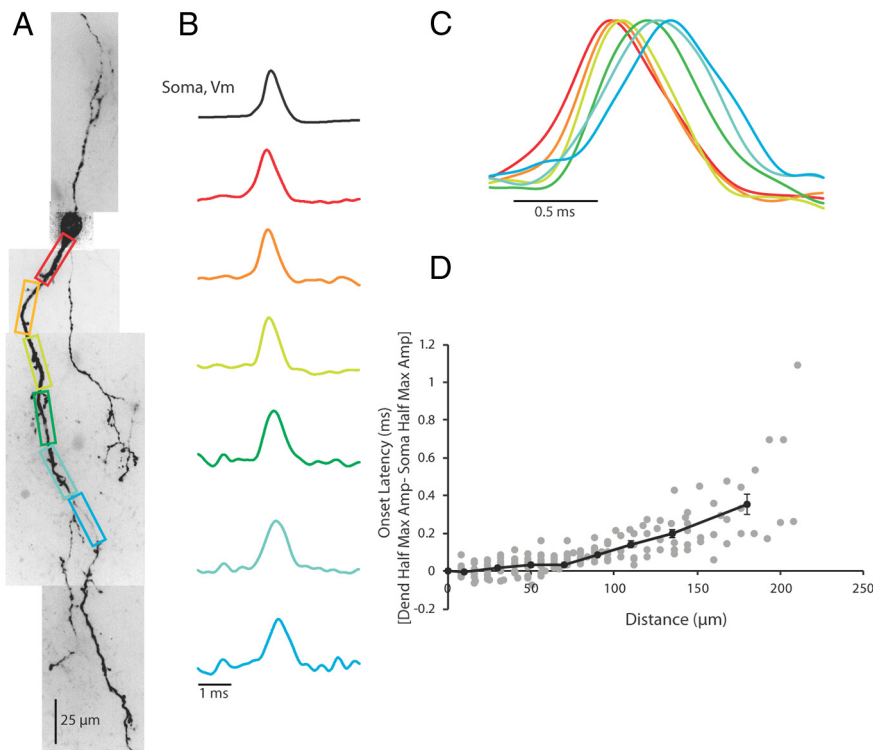 A
B
C
Soma, Vm
0.5 ms
25 µm
1 ms
D
Onset Latency (ms)
[Dend Half Max Amp- Soma Half Max Amp]
1.2
1
0.8
0.6
0.4
0.2
0
-0.2
0
50
100
150
200
250
Distance (µm)